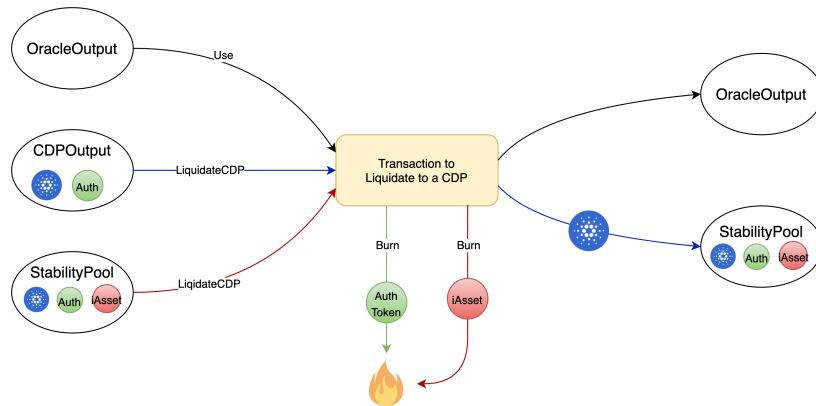 OracleOutput
Use
OracleOutput
CDPOutput
Auth
LiquidateCDP
Transaction to
Liquidate to a CDP
StabilityPool
Auth
iAsset
LiqidateCDP
Burn
Burn
StabilityPool
Auth
iAsset
Auth
Token
iAsset